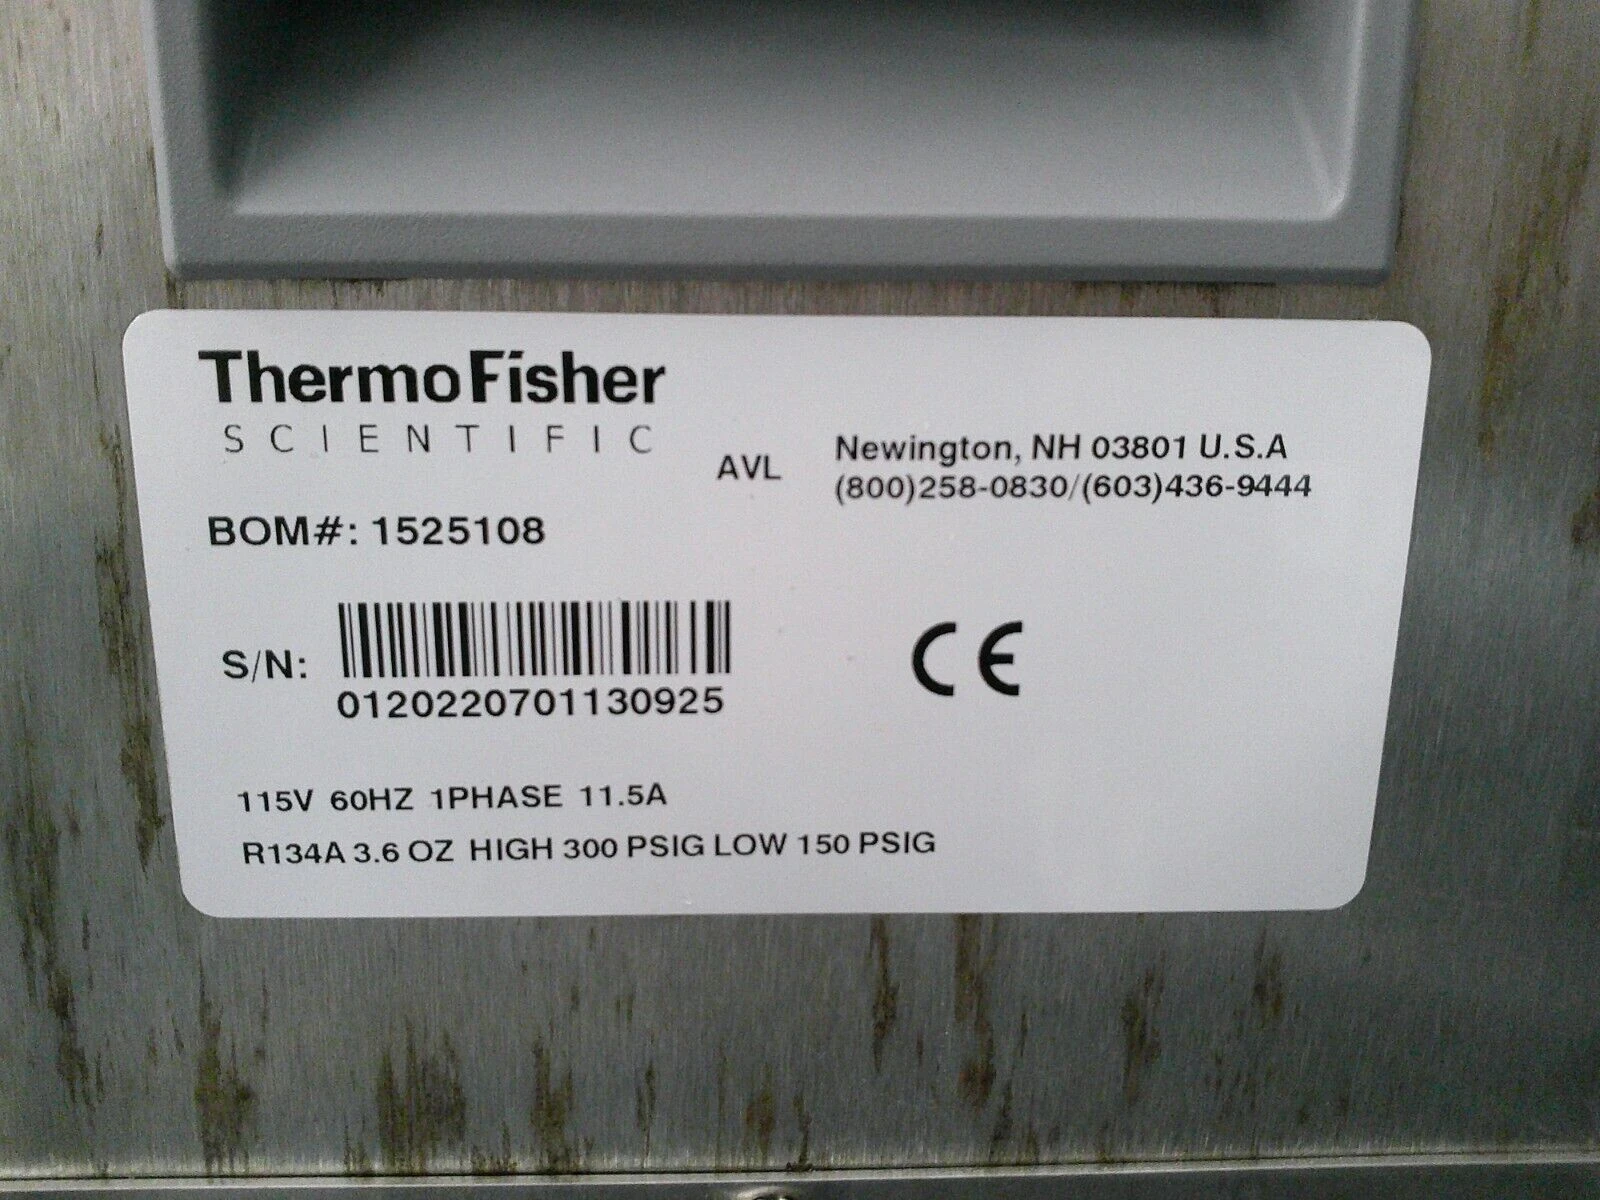 ThermoFisher
SCIENTIFIC
AVL
Newington, NH 03801 U.S.A
(800)258-0830/(603)436-9444
BOM#: 1525108
S/N:
0120220701130925
CE
115V 60HZ 1PHASE 11.5A
R134A 3.6 OZ HIGH 300 PSIG LOW 150 PSIG